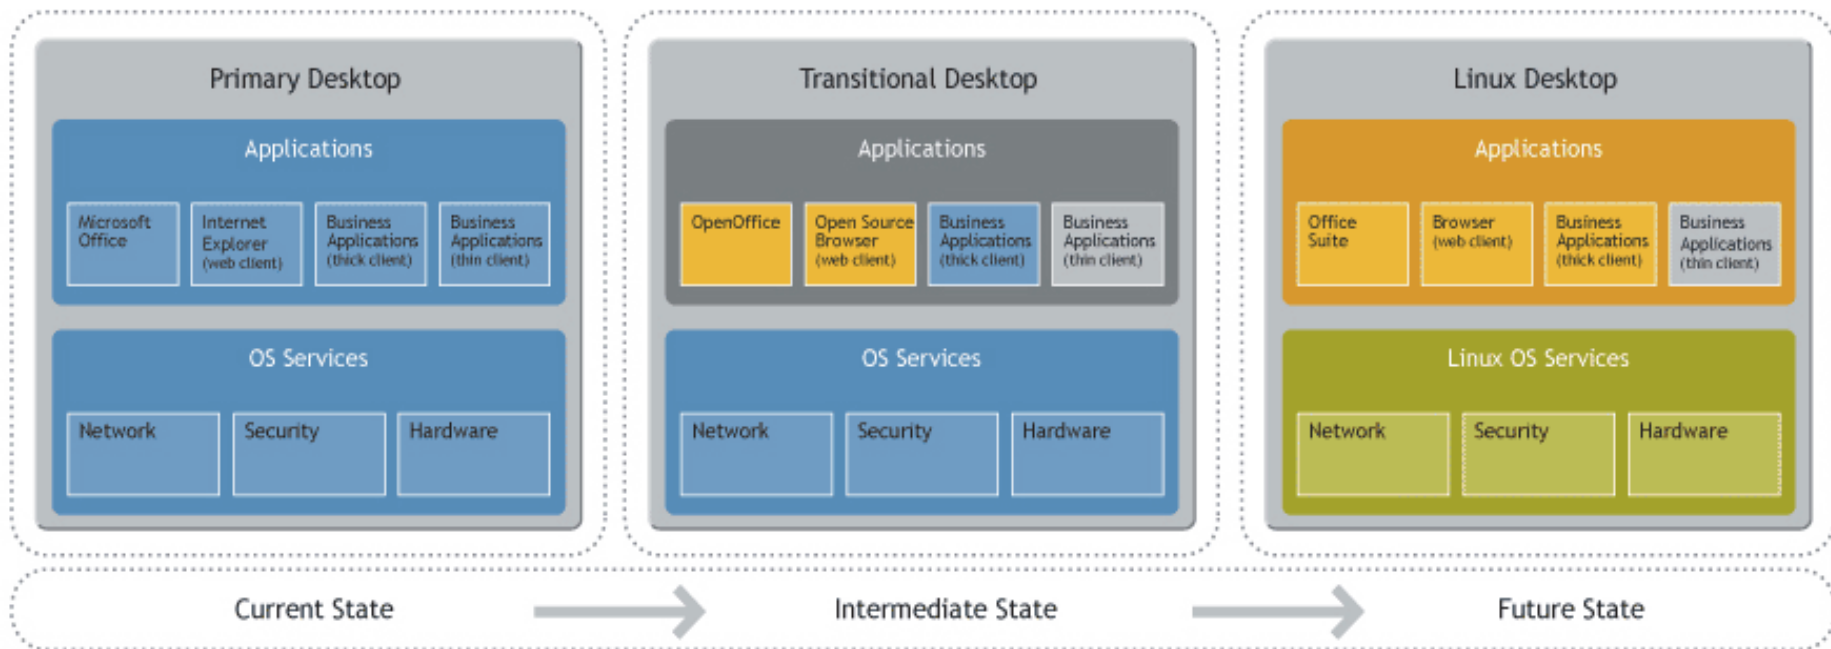 Primary Desktop
Applications
Microsoft
Office
Internet
Explorer
(web client)
Business
Applications
(thick client)
Business
Applications
(thin client)
OS Services
Network
Security
Hardware
Transitional Desktop
Applications
OpenOffice
Open Source
Browser
(web client)
Business
Applications
(thick client)
Business
Applications
(thin client)
OS Services
Network
Security
Hardware
Linux Desktop
Applications
Office
Suite
Browser
(web client)
Business
Applications
(thick client)
Business
Applications
(thin client)
Linux OS Services
Network
Security
Hardware
Current State
Intermediate State
Future State